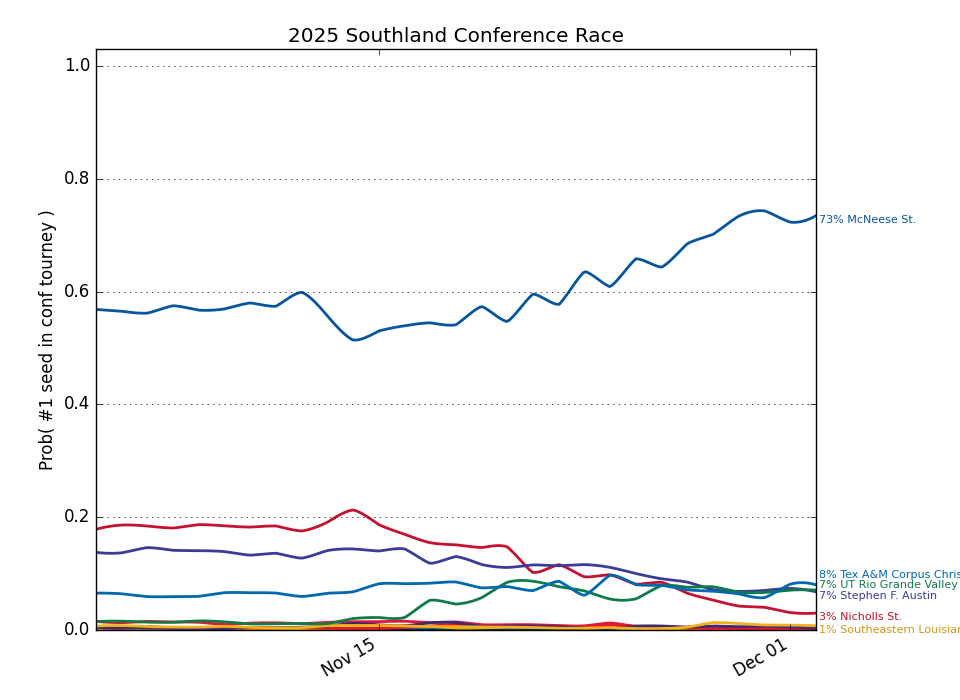 2025 Southland Conference Race
Prob( #1 seed in conf tourney )
1.0
0.8
0.6
0.4
0.2
0.0
Nov 15
Dec 01
73% McNeese St.
8% Tex A&M Corpus Chris
7% UT Rio Grande Valley
7% Stephen F. Austin
3% Nicholls St.
1% Southeastern Louisian